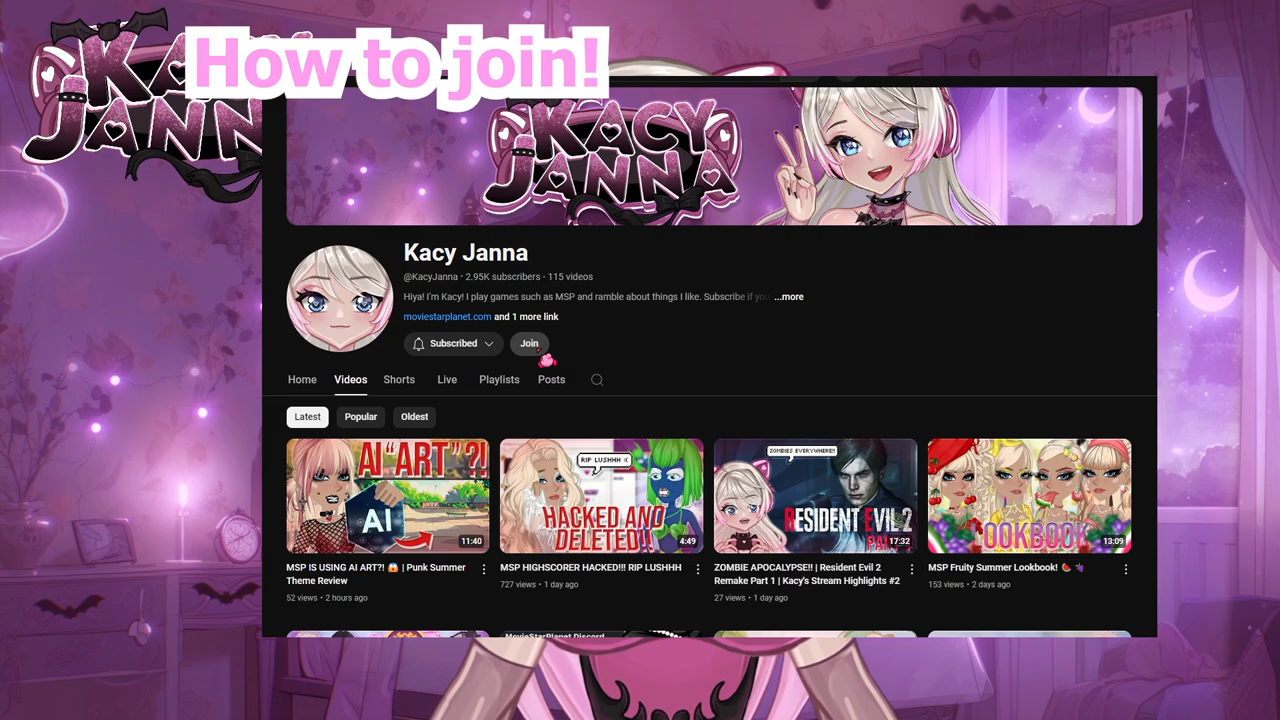 How to join!
KACY
JANNA
KACY
JANNA
Kacy Janna
@KacyJanna · 2.95K subscribers · 115 videos
Hiya! I'm Kacy! I play games such as MSP and ramble about things I like. Subscribe if you ...more
moviestarplanet.com and 1 more link
Subscribed
Join
Home Videos Shorts Live Playlists Posts
Latest Popular Oldest
AI "ART"?!
AI
11:40
RIP LUSHHH :(
HACKED AND
DELETED!!
4:49
ZOMBIES EVERYWHERE!!
RESIDENT EVIL 2
17:32
LOOKBOOK
13:09
MSP IS USING AI ART?! 😱 | Punk Summer
Theme Review
52 views • 2 hours ago
MSP HIGHSCORER HACKED!!! RIP LUSHHH
727 views • 1 day ago
ZOMBIE APOCALYPSE!! | Resident Evil 2
Remake Part 1 | Kacy's Stream Highlights #2
27 views • 1 day ago
MSP Fruity Summer Lookbook! 🍉 🍇
153 views • 2 days ago
MovieStarPlanet Discord